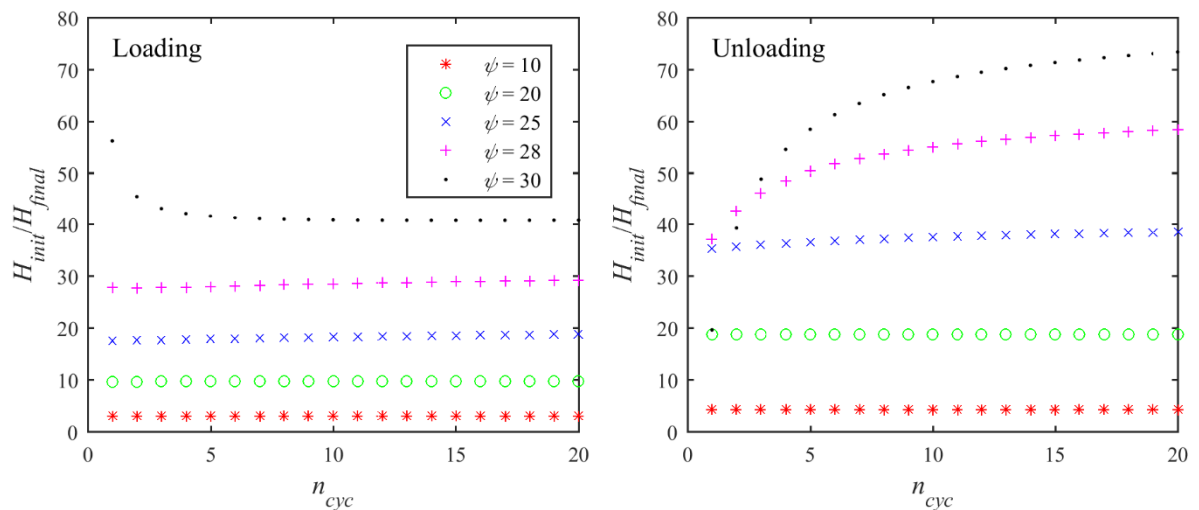 Loading
ψ = 10
ψ = 20
ψ = 25
ψ = 28
ψ = 30
80
70
60
50
40
30
20
10
0
H_init/H_final
0 5 10 15 20
n_cyc
Unloading
80
70
60
50
40
30
20
10
0
H_init/H_final
0 5 10 15 20
n_cyc